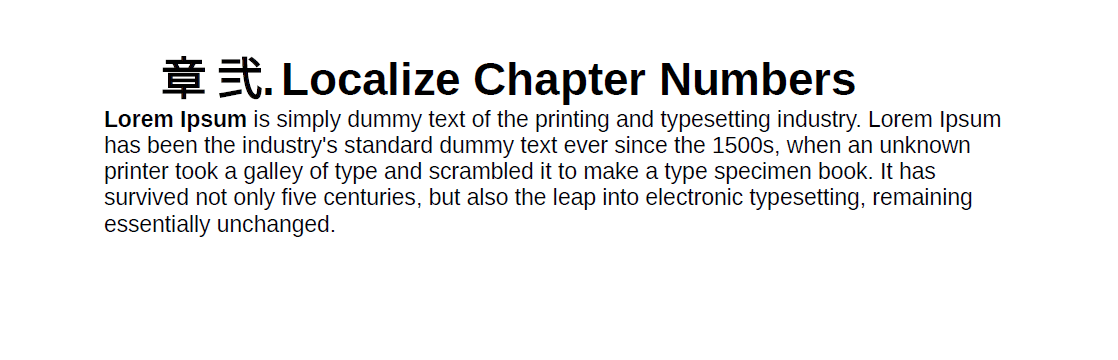 章 弐. Localize Chapter Numbers
Lorem Ipsum is simply dummy text of the printing and typesetting industry. Lorem Ipsum
has been the industry's standard dummy text ever since the 1500s, when an unknown
printer took a galley of type and scrambled it to make a type specimen book. It has
survived not only five centuries, but also the leap into electronic typesetting, remaining
essentially unchanged.